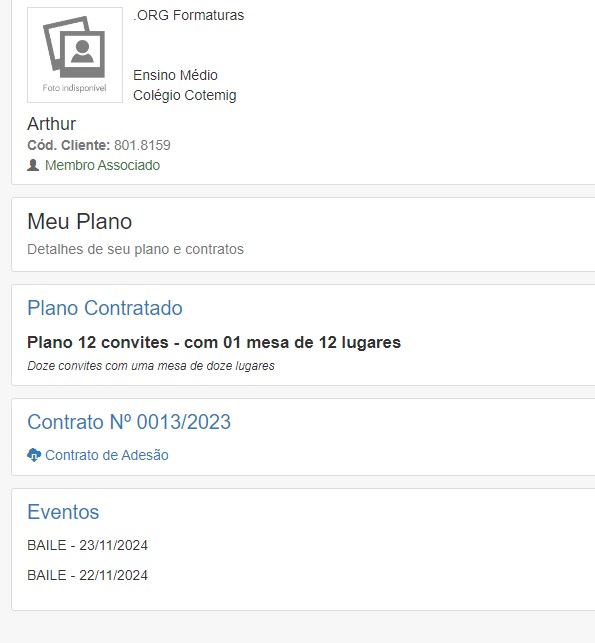 .ORG Formaturas
Foto indisponível
Ensino Médio
Colégio Cotemig
Arthur
Cód. Cliente: 801.8159
Membro Associado
Meu Plano
Detalhes de seu plano e contratos
Plano Contratado
Plano 12 convites - com 01 mesa de 12 lugares
Doze convites com uma mesa de doze lugares
Contrato Nº 0013/2023
Contrato de Adesão
Eventos
BAILE - 23/11/2024
BAILE - 22/11/2024